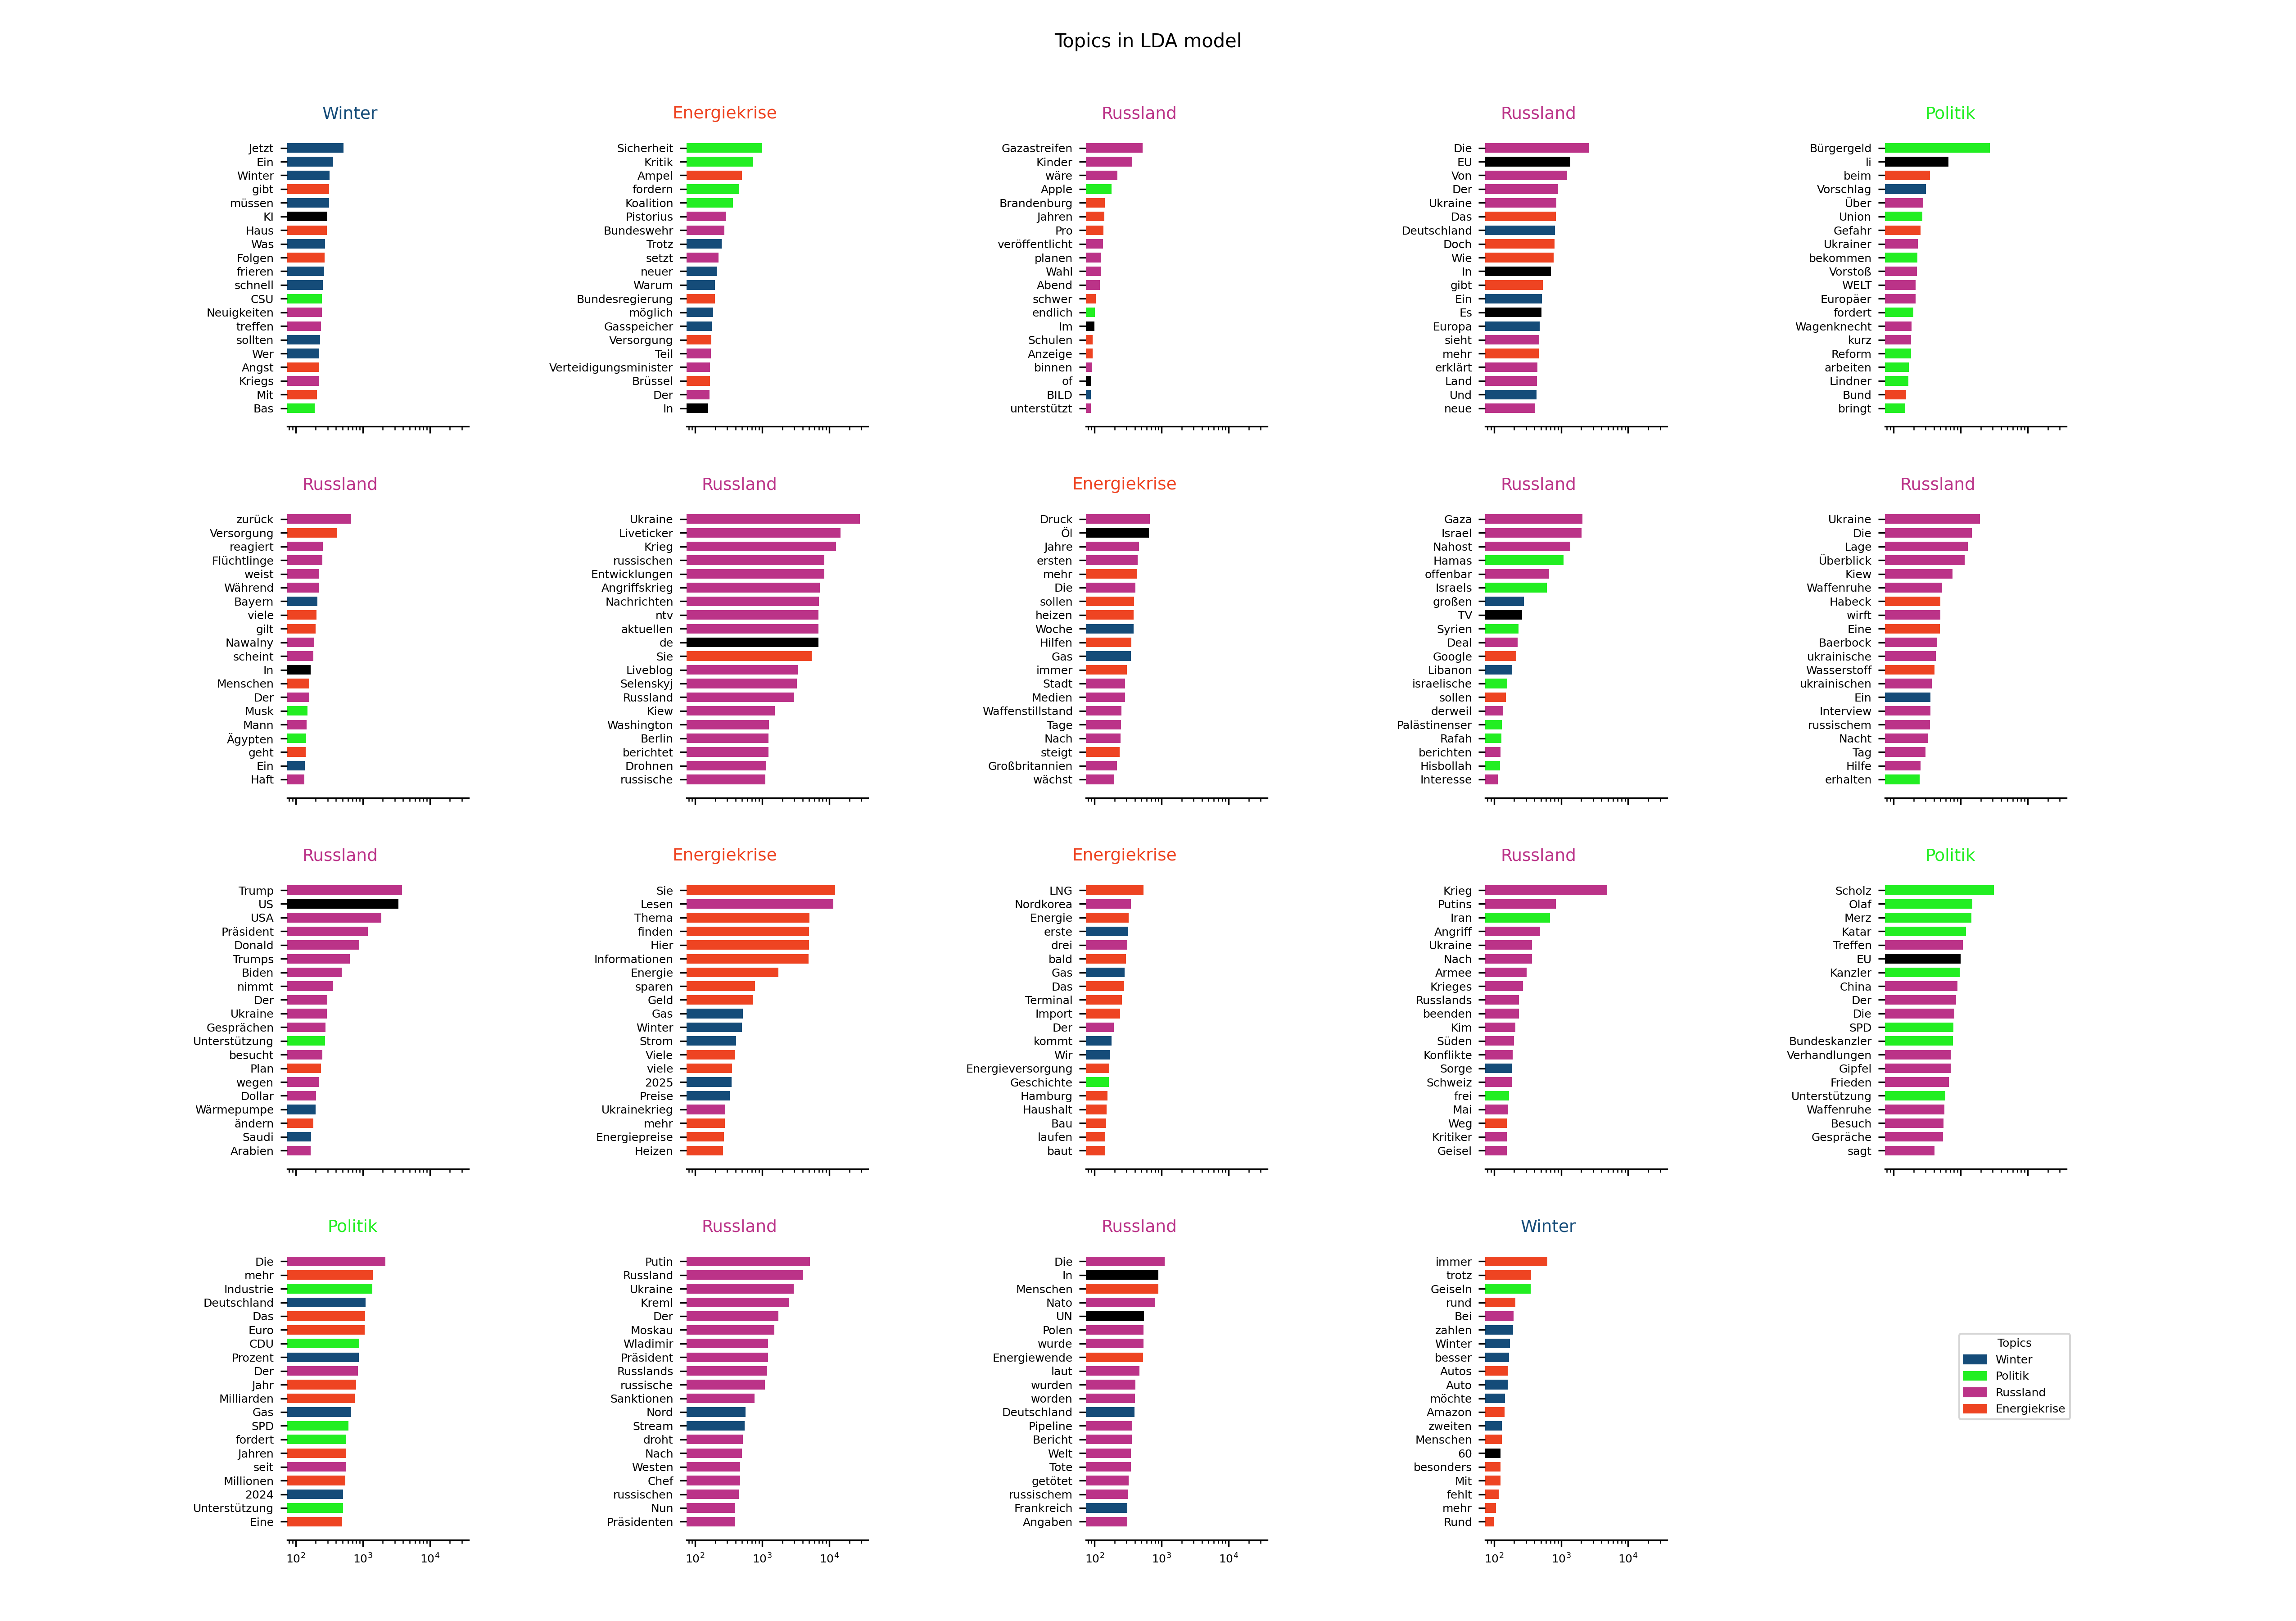 Topics in LDA model
Winter
Jetzt
Ein
Winter
gibt
müssen
KI
Haus
Was
Folgen
frieren
schnell
CSU
Neuigkeiten
treffen
sollten
Wer
Angst
Kriegs
Mit
Bas
Energiekrise
Sicherheit
Kritik
Ampel
fordern
Koalition
Pistorius
Bundeswehr
Trotz
setzt
neuer
Warum
Bundesregierung
möglich
Gasspeicher
Versorgung
Teil
Verteidigungsminister
Brüssel
Der
In
Russland
Gazastreifen
Kinder
wäre
Apple
Brandenburg
Jahren
Pro
veröffentlicht
planen
Wahl
Abend
schwer
endlich
Im
Schulen
Anzeige
binnen
of
BILD
unterstützt
Russland
Die
EU
Von
Der
Ukraine
Das
Deutschland
Doch
Wie
In
gibt
Ein
Es
Europa
sieht
mehr
erklärt
Land
Und
neue
Politik
Bürgergeld
li
beim
Vorschlag
Über
Union
Gefahr
Ukrainer
bekommen
Vorstoß
WELT
Europäer
fordert
Wagenknecht
kurz
Reform
arbeiten
Lindner
Bund
bringt
Russland
zurück
Versorgung
reagiert
Flüchtlinge
weist
Während
Bayern
viele
gilt
Nawalny
scheint
In
Menschen
Der
Musk
Mann
Ägypten
geht
Ein
Haft
Russland
Ukraine
Liveticker
Krieg
russischen
Entwicklungen
Angriffskrieg
Nachrichten
ntv
aktuellen
de
Sie
Liveblog
Selenskyj
Russland
Kiew
Washington
Berlin
berichtet
Drohnen
russische
Energiekrise
Druck
Öl
Jahre
ersten
mehr
Die
sollen
heizen
Woche
Hilfen
Gas
immer
Stadt
Medien
Waffenstillstand
Tage
Nach
steigt
Großbritannien
wächst
Russland
Gaza
Israel
Nahost
Hamas
offenbar
Israels
großen
TV
Syrien
Deal
Google
Libanon
israelische
sollen
derweil
Palästinenser
Rafah
berichten
Hisbollah
Interesse
Russland
Ukraine
Die
Lage
Überblick
Kiew
Waffenruhe
Habeck
wirft
Eine
Baerbock
ukrainische
Wasserstoff
ukrainischen
Ein
Interview
russischem
Nacht
Tag
Hilfe
erhalten
Russland
Trump
US
USA
Präsident
Donald
Trumps
Biden
nimmt
Der
Ukraine
Gesprächen
Unterstützung
besucht
Plan
wegen
Dollar
Wärmepumpe
ändern
Saudi
Arabien
Energiekrise
Sie
Lesen
Thema
finden
Hier
Informationen
Energie
sparen
Geld
Gas
Winter
Strom
Viele
viele
2025
Preise
Ukrainekrieg
mehr
Energiepreise
Heizen
Energiekrise
LNG
Nordkorea
Energie
erste
drei
bald
Gas
Das
Terminal
Import
Der
kommt
Wir
Energieversorgung
Geschichte
Hamburg
Haushalt
Bau
laufen
baut
Russland
Krieg
Putins
Iran
Angriff
Ukraine
Nach
Armee
Krieges
Russlands
beenden
Kim
Süden
Konflikte
Sorge
Schweiz
frei
Mai
Weg
Kritiker
Geisel
Politik
Scholz
Olaf
Merz
Katar
Treffen
EU
Kanzler
China
Der
Die
SPD
Bundeskanzler
Verhandlungen
Gipfel
Frieden
Unterstützung
Waffenruhe
Besuch
Gespräche
sagt
Politik
Die
mehr
Industrie
Deutschland
Das
Euro
CDU
Prozent
Der
Jahr
Milliarden
Gas
SPD
fordert
Jahren
seit
Millionen
2024
Unterstützung
Eine
10² 10³ 10⁴
Russland
Putin
Russland
Ukraine
Kreml
Der
Moskau
Wladimir
Präsident
Russlands
russische
Sanktionen
Nord
Stream
droht
Nach
Westen
Chef
russischen
Nun
Präsidenten
10² 10³ 10⁴
Russland
Die
In
Menschen
Nato
UN
Polen
wurde
Energiewende
laut
wurden
worden
Deutschland
Pipeline
Bericht
Welt
Tote
getötet
russischem
Frankreich
Angaben
10² 10³ 10⁴
Winter
immer
trotz
Geiseln
rund
Bei
zahlen
Winter
besser
Autos
Auto
möchte
Amazon
zweiten
Menschen
60
besonders
Mit
fehlt
mehr
Rund
10² 10³ 10⁴
Topics
Winter
Politik
Russland
Energiekrise